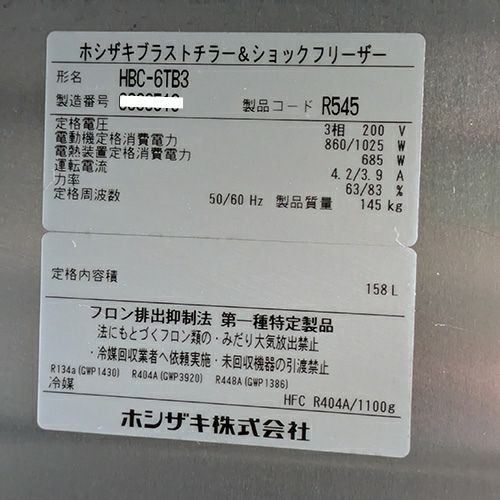 ホシザキブラストチラー&ショックフリーザー
形名 HBC-6TB3
製造番号 製品コード R545
定格電圧 3相 200 V
電動機定格消費電力 860/1025 W
電熱装置定格消費電力 685 W
運転電流 4.2/3.9 A
力率 63/83 %
定格周波数 50/60 Hz 製品質量 145 kg
定格内容積 158 L
フロン排出抑制法 第一種特定製品
法にもとづくフロン類の・みだり大気放出禁止
・冷媒回収業者へ依頼実施・未回収機器の引渡禁止
R134a(GWP1430) R404A(GWP3920) R448A(GWP1386)
冷媒 HFC R404A/1100g
ホシザキ株式会社